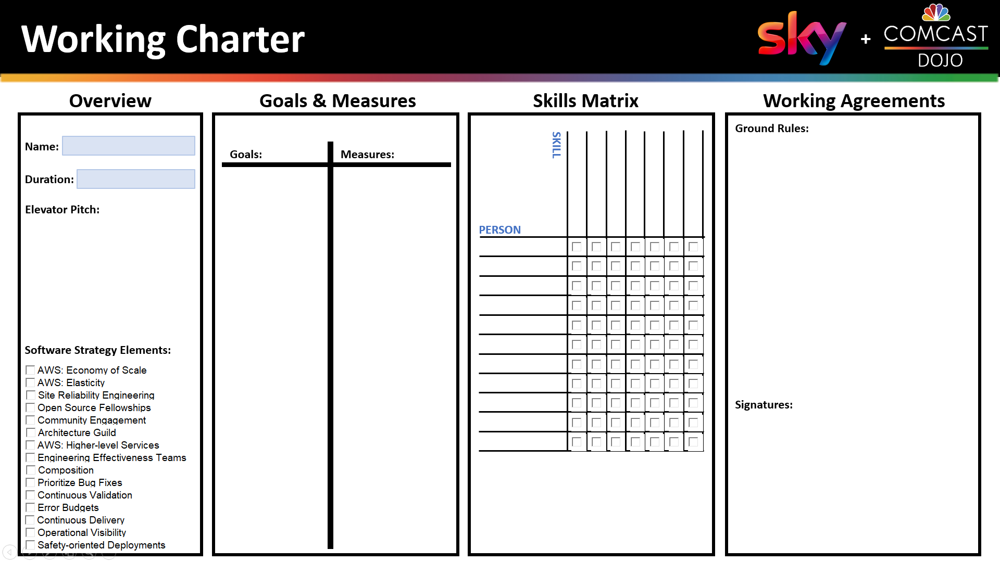 Working Charter
sky + COMCAST
DOJO
Overview
Name:
Duration:
Elevator Pitch:
Software Strategy Elements:
AWS: Economy of Scale
AWS: Elasticity
Site Reliability Engineering
Open Source Fellowships
Community Engagement
Architecture Guild
AWS: Higher-level Services
Engineering Effectiveness Teams
Composition
Prioritize Bug Fixes
Continuous Validation
Error Budgets
Continuous Delivery
Operational Visibility
Safety-oriented Deployments
Goals & Measures
Goals:
Measures:
Skills Matrix
SKILL
PERSON
Working Agreements
Ground Rules:
Signatures: